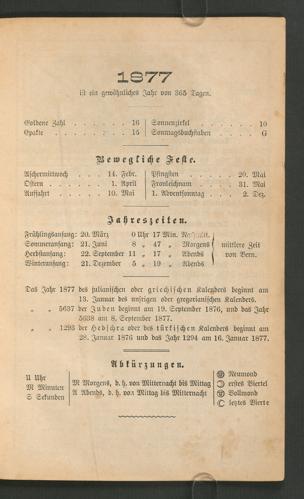 1877
ist ein gewöhnliches Jahr von 365 Tagen.
Goldene Zahl . . . . . . . 16 | Sonnenzirkel . . . . . . . 10
Epakte . . . . . . . . . 15 | Sonntagsbuchstaben . . . . . G
Bewegliche Feste.
Aschermittwoch . . . . 14. Febr. | Pfingsten . . . . . . 20. Mai
Ostern . . . . . . . 1. April | Fronleichnam . . . . . 31. Mai
Auffahrt . . . . . . 10. Mai | 1. Adventsonntag . . . . 2. Dez.
Jahreszeiten.
Frühlingsanfang: 20. März 0 Uhr 17 Min.
Sommeranfang: 21. Juni 8 „ 47 „ Morgens mittlere Zeit
Herbstanfang: 22. September 11 „ 17 „ Abends von Bern.
Winteranfang: 21. Dezember 5 „ 19 „ Abends
Das Jahr 1877 des julianischen oder griechischen Kalenders beginnt am
13. Januar des unsrigen oder gregorianischen Kalenders.
„ „ 5637 der Juden beginnt am 19. September 1876, und das Jahr
5638 am 8. September 1877.
„ „ 1293 der Hedschra oder des türkischen Kalenders beginnt am
28. Januar 1876 und das Jahr 1294 am 16. Januar 1877.
Abkürzungen.
U Uhr
M Minuten
S Sekunden
M Morgens, d. h. von Mitternacht bis Mittag
A Abends, d. h. von Mittag bis Mitternacht
Neumond
erstes Viertel
Vollmond
letztes Vierte